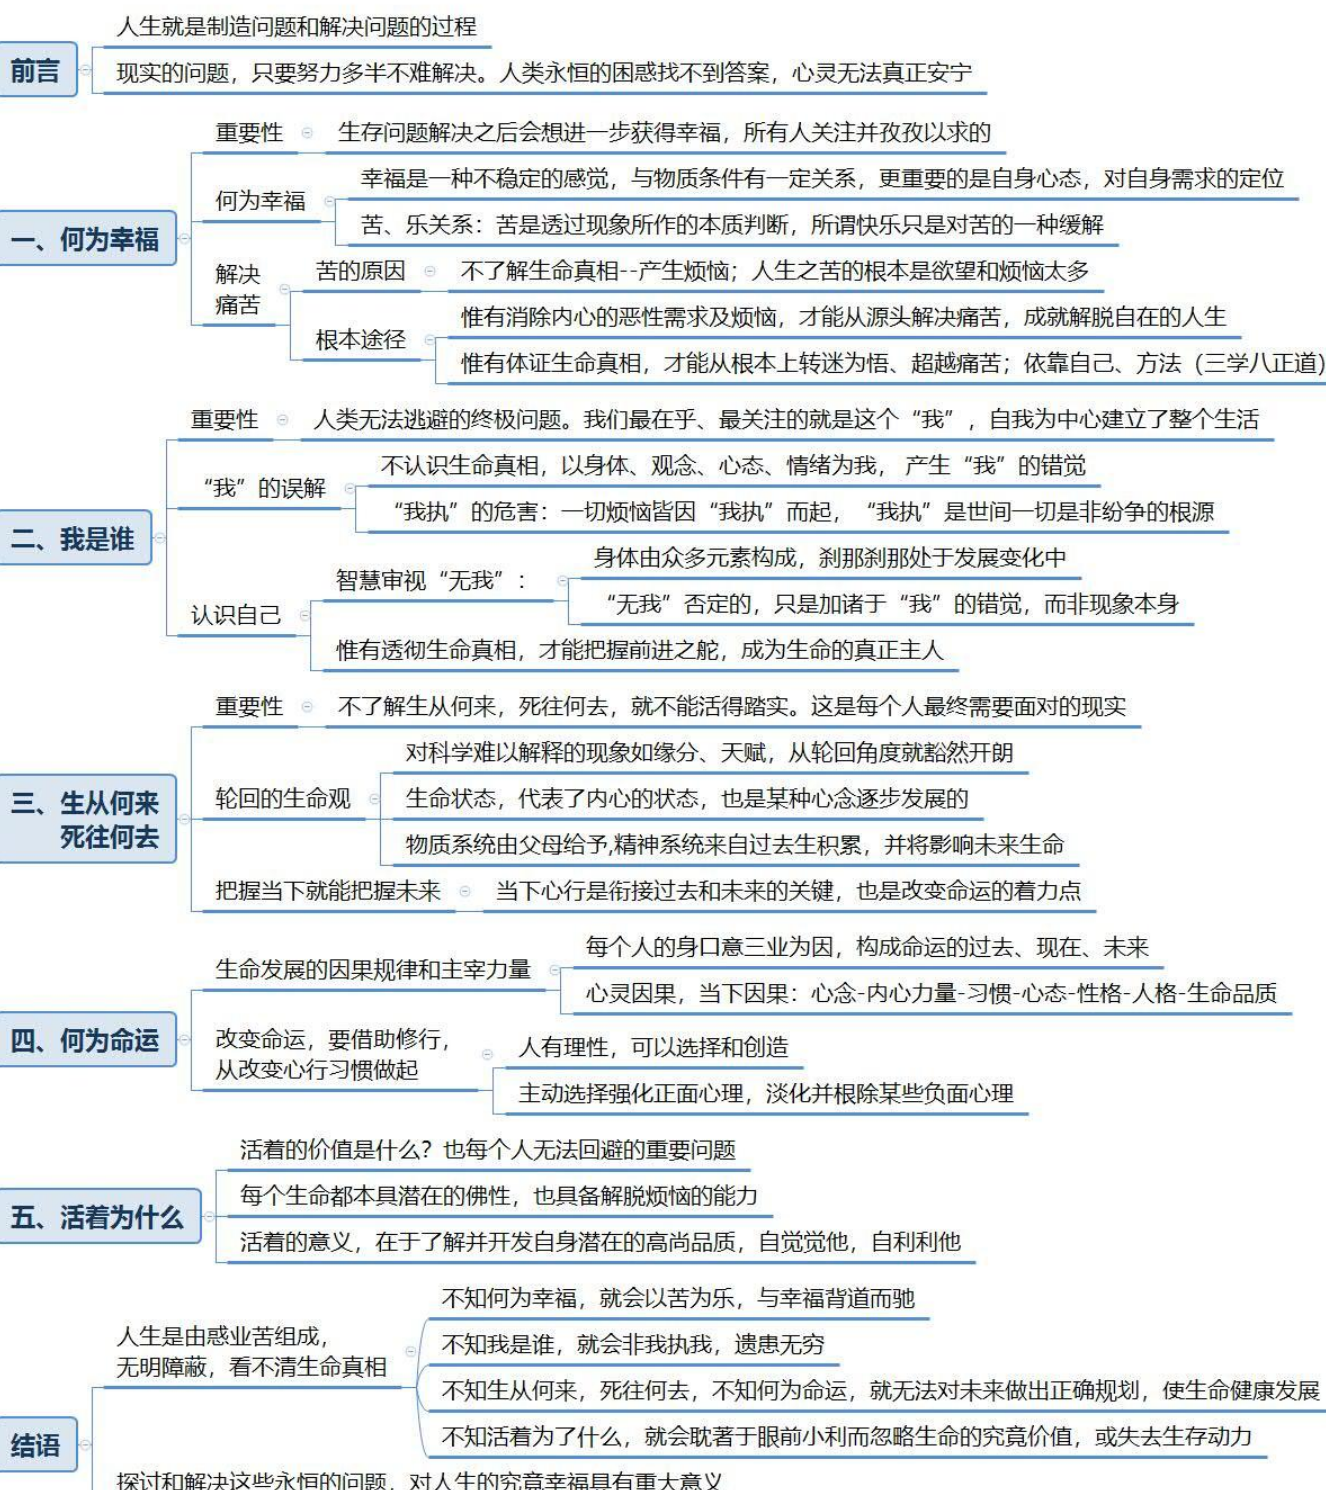 前言
人生就是制造问题和解决问题的过程
现实的问题，只要努力多半不难解决。人类永恒的困惑找不到答案，心灵无法真正安宁
一、何为幸福
重要性
生存问题解决之后会想进一步获得幸福，所有人关注并孜孜以求的
何为幸福
幸福是一种不稳定的感觉，与物质条件有一定关系，更重要的是自身心态，对自身需求的定位
苦、乐关系：苦是透过现象所作的本质判断，所谓快乐只是对苦的一种缓解
解决
痛苦
苦的原因
不了解生命真相--产生烦恼；人生之苦的根本是欲望和烦恼太多
根本途径
惟有消除内心的恶性需求及烦恼，才能从源头解决痛苦，成就解脱自在的人生
惟有体证生命真相，才能从根本上转迷为悟、超越痛苦；依靠自己、方法（三学八正道）
二、我是谁
重要性
人类无法逃避的终极问题。我们最在乎、最关注的就是这个“我”，自我为中心建立了整个生活
“我”的误解
不认识生命真相，以身体、观念、心态、情绪为我， 产生“我”的错觉
“我执”的危害：一切烦恼皆因“我执”而起，“我执”是世间一切是非纷争的根源
认识自己
智慧审视“无我”：
身体由众多元素构成，刹那刹那处于发展变化中
“无我”否定的，只是加诸于“我”的错觉，而非现象本身
惟有透彻生命真相，才能把握前进之舵，成为生命的真正主人
三、生从何来
死往何去
重要性
不了解生从何来，死往何去，就不能活得踏实。这是每个人最终需要面对的现实
轮回的生命观
对科学难以解释的现象如缘分、天赋，从轮回角度就豁然开朗
生命状态，代表了内心的状态，也是某种心念逐步发展的
物质系统由父母给予,精神系统来自过去生积累，并将影响未来生命
把握当下就能把握未来
当下心行是衔接过去和未来的关键，也是改变命运的着力点
四、何为命运
生命发展的因果规律和主宰力量
每个人的身口意三业为因，构成命运的过去、现在、未来
心灵因果，当下因果：心念-内心力量-习惯-心态-性格-人格-生命品质
改变命运，要借助修行，
从改变心行习惯做起
人有理性，可以选择和创造
主动选择强化正面心理，淡化并根除某些负面心理
五、活着为什么
活着的价值是什么？也每个人无法回避的重要问题
每个生命都本具潜在的佛性，也具备解脱烦恼的能力
活着的意义，在于了解并开发自身潜在的高尚品质，自觉觉他，自利利他
结语
人生是由惑业苦组成，
无明障蔽，看不清生命真相
不知何为幸福，就会以苦为乐，与幸福背道而驰
不知我是谁，就会非我执我，遗患无穷
不知生从何来，死往何去，不知何为命运，就无法对未来做出正确规划，使生命健康发展
不知活着为了什么，就会耽著于眼前小利而忽略生命的究竟价值，或失去生存动力
探讨和解决这些永恒的问题，对人生的究竟幸福具有重大意义